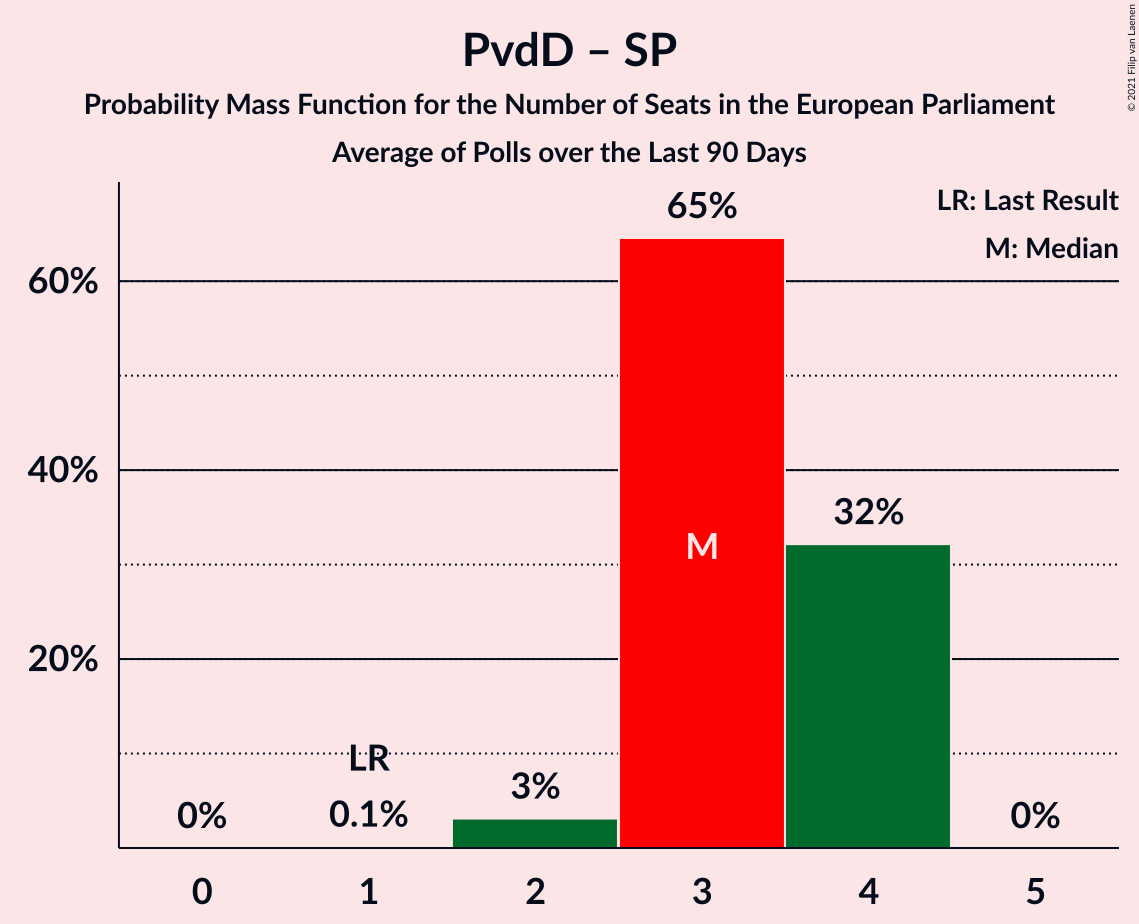 PvdD – SP
Probability Mass Function for the Number of Seats in the European Parliament
Average of Polls over the Last 90 Days
© 2021 Filip van Laenen
LR: Last Result
M: Median
65%
60%
40%
32%
M
20%
LR
3%
0%
0.1%
0%
0
1
2
3
4
5